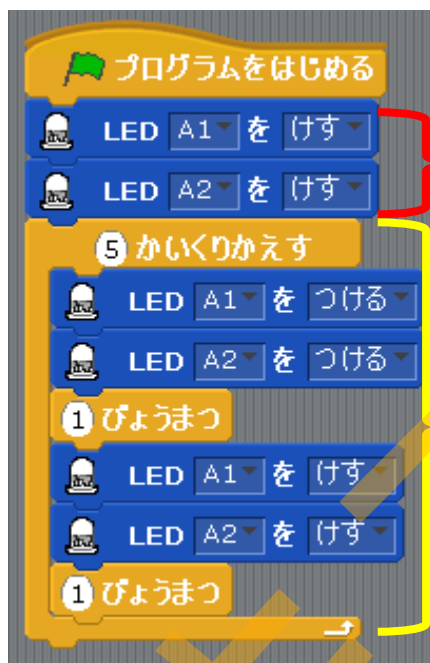 プログラムをはじめる
LED A1 を けす
LED A2 を けす
5 かいくりかえす
LED A1 を つける
LED A2 を つける
1 びょうまつ
LED A1 を けす
LED A2 を けす
1 びょうまつ